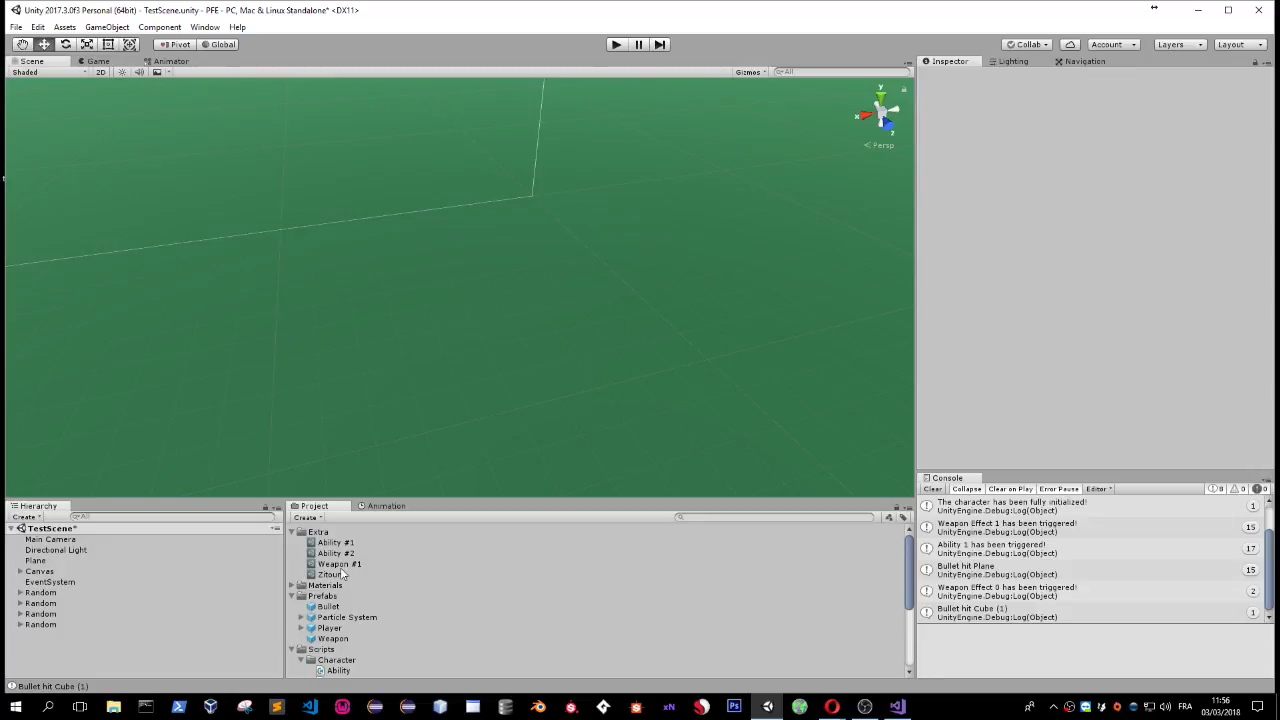 Unity 2017.3.0f3 Personal (64bit) - TestScene.unity - PFE - PC, Mac & Linux Standalone* <DX11>
File Edit Assets GameObject Component Window Help
Pivot Global Collab Account Layers Layout
Scene Game Animator Inspector Lighting Navigation
Shaded 2D Gizmos All
y
x
z
Persp
Console
Clear Collapse Clear on Play Error Pause Editor 8 0 0
The character has been fully initialized!
UnityEngine.Debug:Log(Object)
1
Weapon Effect 1 has been triggered!
UnityEngine.Debug:Log(Object)
15
Ability 1 has been triggered!
UnityEngine.Debug:Log(Object)
17
Bullet hit Plane
UnityEngine.Debug:Log(Object)
15
Weapon Effect 0 has been triggered!
UnityEngine.Debug:Log(Object)
2
Bullet hit Cube (1)
UnityEngine.Debug:Log(Object)
1
Hierarchy
Create All
TestScene*
Main Camera
Directional Light
Plane
Canvas
EventSystem
Random
Random
Random
Random
Project Animation
Create
Extra
Ability #1
Ability #2
Weapon #1
Materials
Prefabs
Bullet
Particle System
Player
Weapon
Scripts
Character
Ability
Bullet hit Cube (1)
xN
Ps
FRA
11:56
03/03/2018